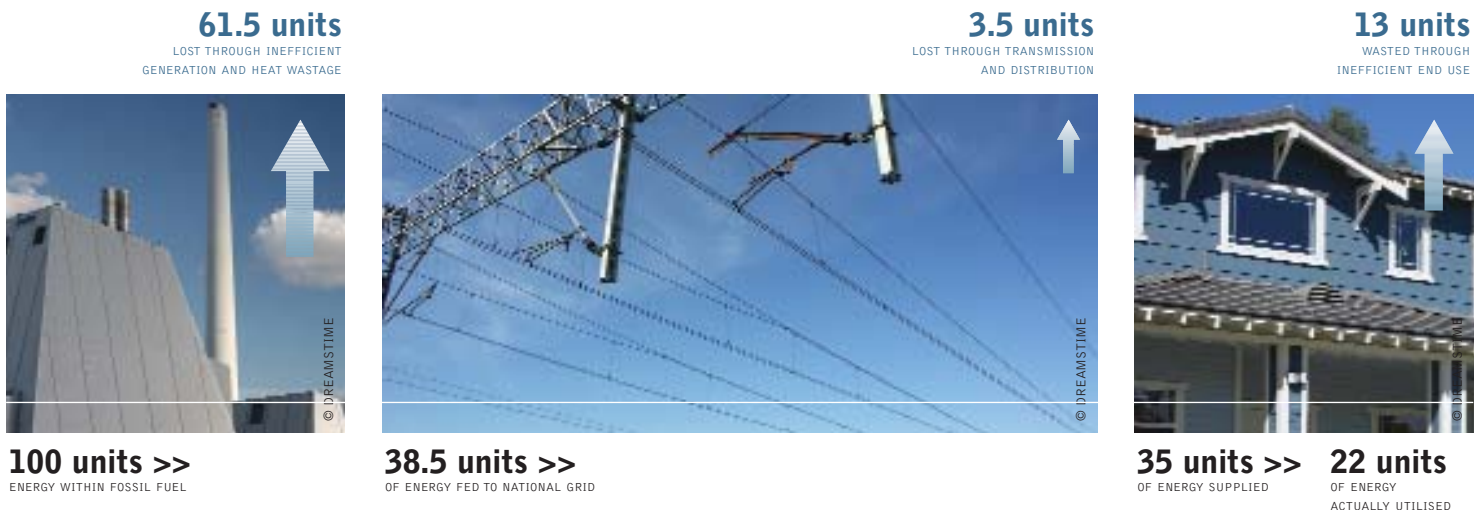 61.5 units
LOST THROUGH INEFFICIENT
GENERATION AND HEAT WASTAGE
3.5 units
LOST THROUGH TRANSMISSION
AND DISTRIBUTION
13 units
WASTED THROUGH
INEFFICIENT END USE
© DREAMSTIME
© DREAMSTIME
© DREAMSTIME
100 units >>
ENERGY WITHIN FOSSIL FUEL
38.5 units >>
OF ENERGY FED TO NATIONAL GRID
35 units >>
OF ENERGY SUPPLIED
22 units
OF ENERGY
ACTUALLY UTILISED